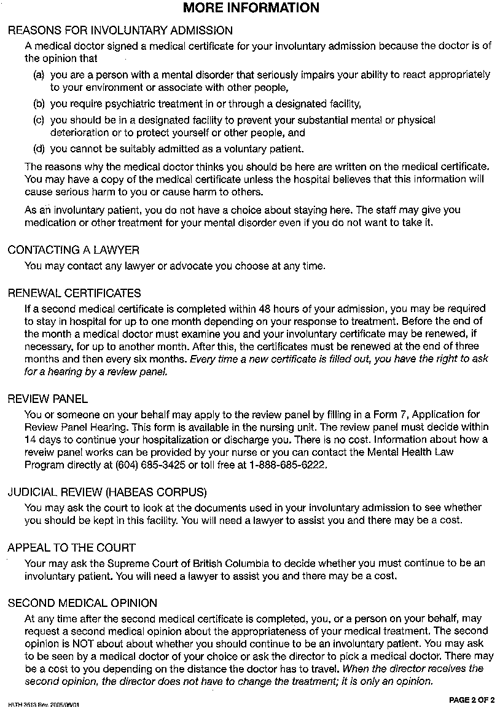 MORE INFORMATION
REASONS FOR INVOLUNTARY ADMISSION
A medical doctor signed a medical certificate for your involuntary admission because the doctor is of
the opinion that
(a) you are a person with a mental disorder that seriously impairs your ability to react appropriately
to your environment or associate with other people,
(b) you require psychiatric treatment in or through a designated facility,
(c) you should be in a designated facility to prevent your substantial mental or physical
deterioration or to protect yourself or other people, and
(d) you cannot be suitably admitted as a voluntary patient.
The reasons why the medical doctor thinks you should be here are written on the medical certificate.
You may have a copy of the medical certificate unless the hospital believes that this information will
cause serious harm to you or cause harm to others.
As an involuntary patient, you do not have a choice about staying here. The staff may give you
medication or other treatment for your mental disorder even if you do not want to take it.
CONTACTING A LAWYER
You may contact any lawyer or advocate you choose at any time.
RENEWAL CERTIFICATES
If a second medical certificate is completed within 48 hours of your admission, you may be required
to stay in hospital for up to one month depending on your response to treatment. Before the end of
the month a medical doctor must examine you and your involuntary certificate may be renewed, if
necessary, for up to another month. After this, the certificates must be renewed at the end of three
months and then every six months. Every time a new certificate is filled out, you have the right to ask
for a hearing by a review panel.
REVIEW PANEL
You or someone on your behalf may apply to the review panel by filling in a Form 7, Application for
Review Panel Hearing. This form is available in the nursing unit. The review panel must decide within
14 days to continue your hospitalization or discharge you. There is no cost. Information about how a
reveiw panel works can be provided by your nurse or you can contact the Mental Health Law
Program directly at (604) 685-3425 or toll free at 1-888-685-6222.
JUDICIAL REVIEW (HABEAS CORPUS)
You may ask the court to look at the documents used in your involuntary admission to see whether
you should be kept in this facility. You will need a lawyer to assist you and there may be a cost.
APPEAL TO THE COURT
Your may ask the Supreme Court of British Columbia to decide whether you must continue to be an
involuntary patient. You will need a lawyer to assist you and there may be a cost.
SECOND MEDICAL OPINION
At any time after the second medical certificate is completed, you, or a person on your behalf, may
request a second medical opinion about the appropriateness of your medical treatment. The second
opinion is NOT about about whether you should continue to be an involuntary patient. You may ask
to be seen by a medical doctor of your choice or ask the director to pick a medical doctor. There may
be a cost to you depending on the distance the doctor has to travel. When the director receives the
second opinion, the director does not have to change the treatment; it is only an opinion.
HLTH 3513 Rev. 2005/06/01
PAGE 2 OF 2